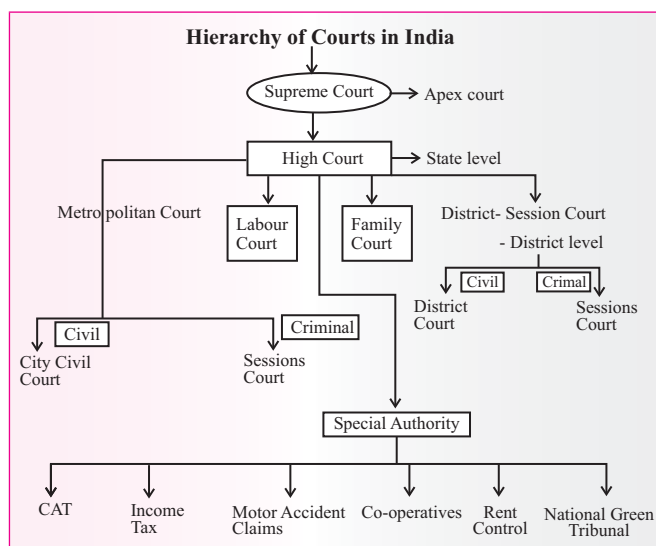 Hierarchy of Courts in India
Supreme Court
Apex court
High Court
State level
Metropolitan Court
Labour
Court
Family
Court
District- Session Court
- District level
Civil
Crimal
District
Court
Sessions
Court
Civil
Criminal
City Civil
Court
Sessions
Court
Special Authority
CAT
Income
Tax
Motor Accident
Claims
Co-operatives
Rent
Control
National Green
Tribunal